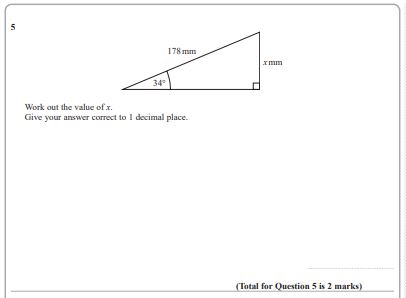 5
178 mm
x mm
34°
Work out the value of x.
Give your answer correct to 1 decimal place.
(Total for Question 5 is 2 marks)